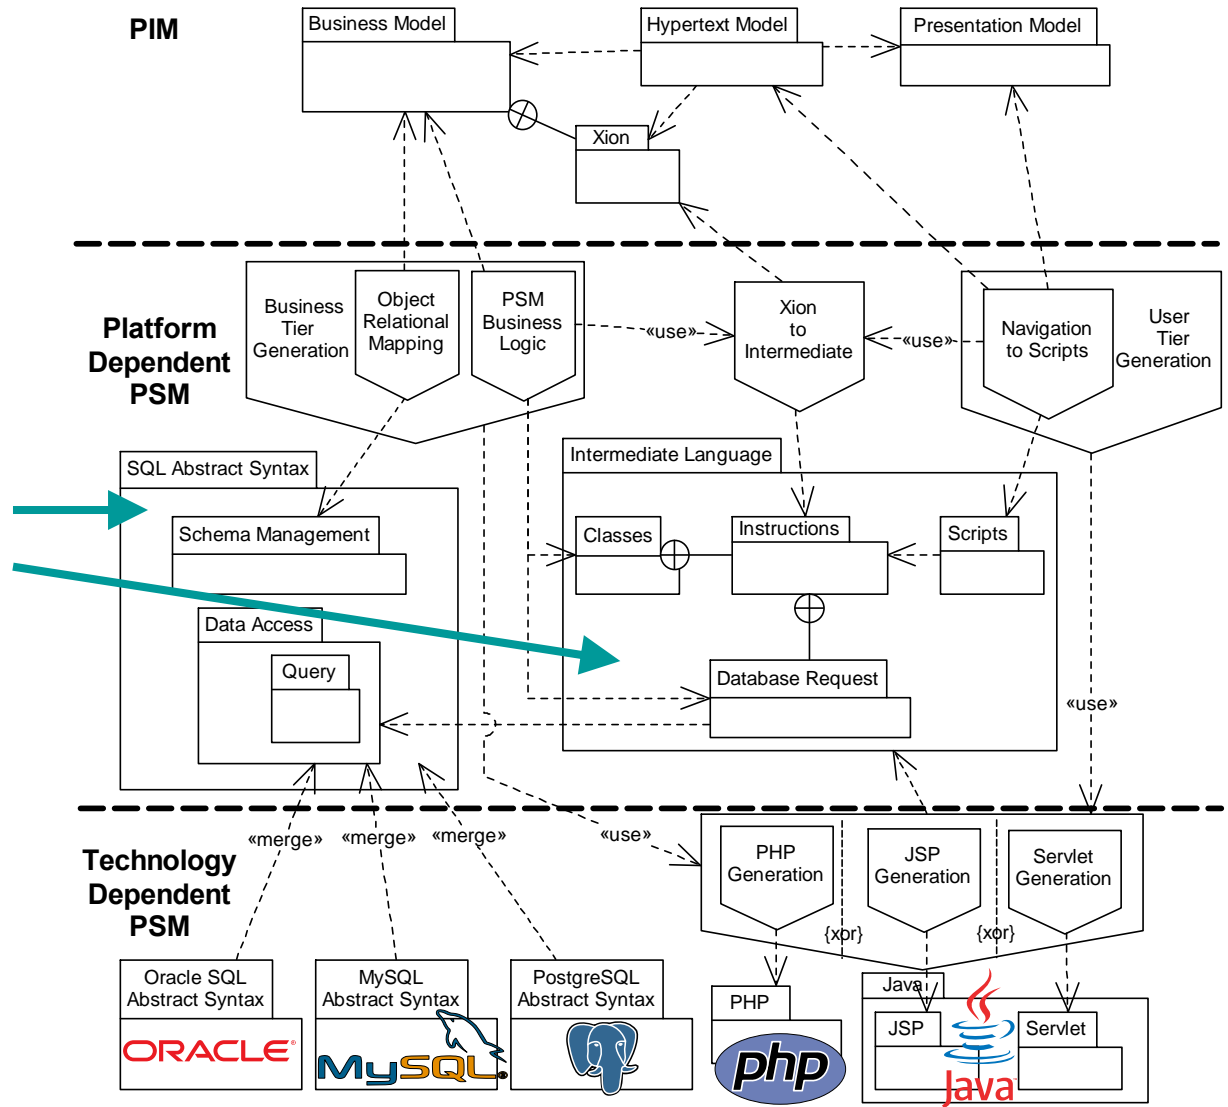 PIM
Business Model
Hypertext Model
Presentation Model
Xion
Platform
Dependent
PSM
Business
Tier
Generation
Object
Relational
Mapping
PSM
Business
Logic
«use»
Xion
to
Intermediate
«use»
Navigation
to Scripts
User
Tier
Generation
SQL Abstract Syntax
Schema Management
Data Access
Query
Intermediate Language
Classes
Instructions
Scripts
Database Request
«use»
Technology
Dependent
PSM
«merge»
«merge»
«merge»
«use»
PHP
Generation
{xor}
JSP
Generation
{xor}
Servlet
Generation
Oracle SQL
Abstract Syntax
ORACLE®
MySQL
Abstract Syntax
MySQL®
PostgreSQL
Abstract Syntax
PHP
php
Java
JSP
Servlet
Java